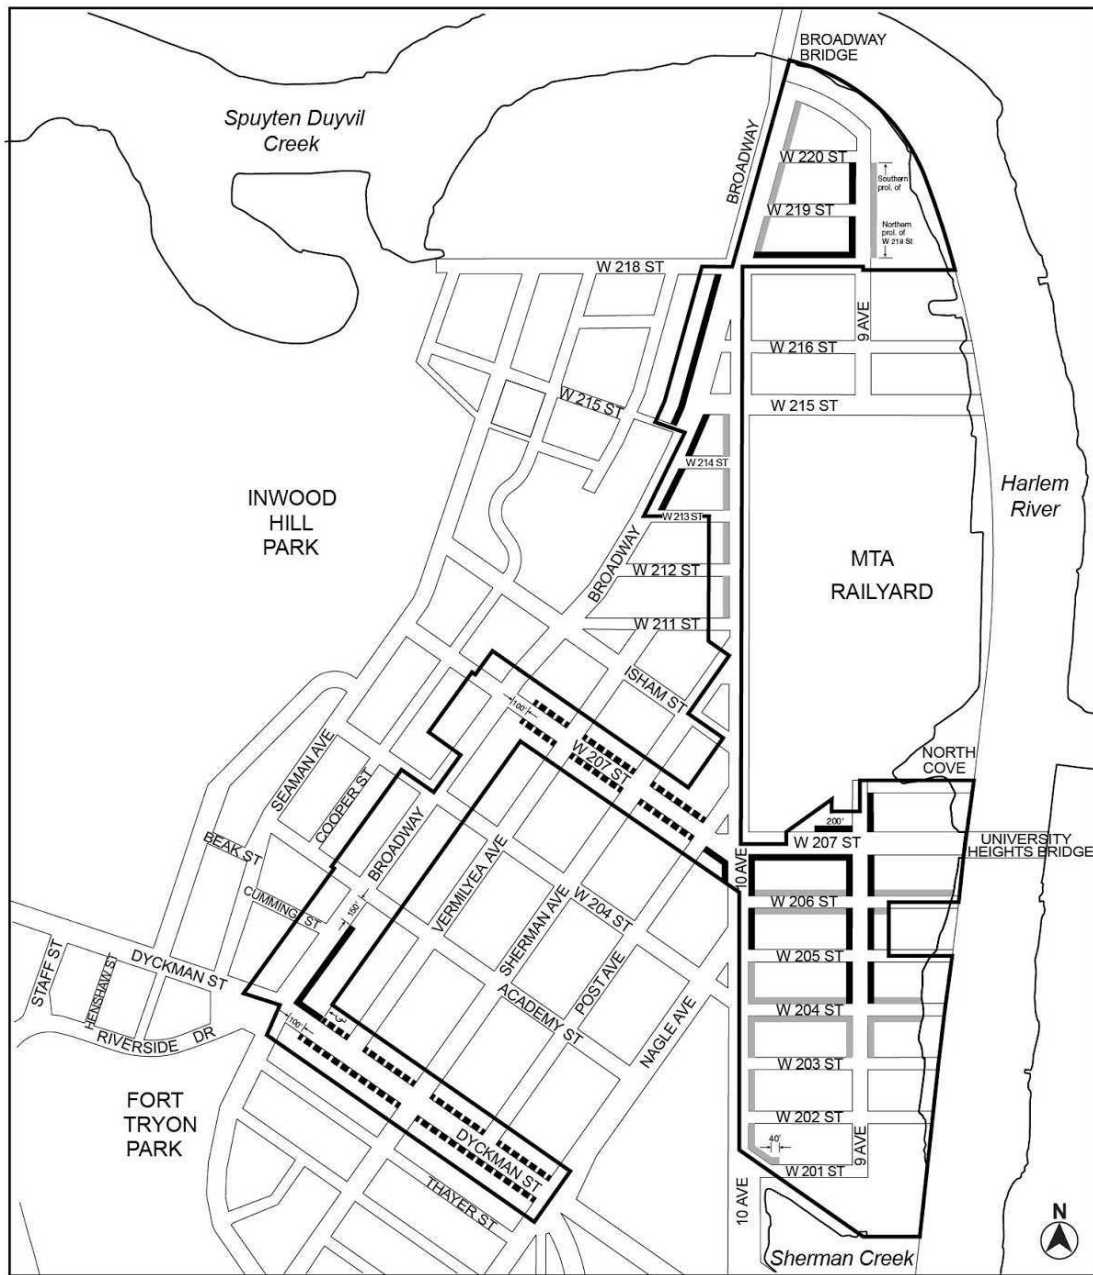 BROADWAY
BRIDGE
Spuyten Duyvil
Creek
BROADWAY
W 220 ST
Southern
prol. of
W 219 ST
Northern
prol. of
W 218 St
W 218 ST
9 AVE
W 216 ST
W 215 ST
W 215 ST
W 214 ST
Harlem
River
INWOOD
HILL
PARK
W 213 ST
BROADWAY
MTA
RAILYARD
W 212 ST
W 211 ST
ISHAM ST
100'
W 207 ST
NORTH
COVE
SEAMAN AVE
COOPER ST
BROADWAY
200'
W 207 ST
UNIVERSITY
HEIGHTS BRIDGE
BEAK ST
VERMILYEA AVE
10 AVE
CUMMING ST
150'
SHERMAN AVE
W 204 ST
W 206 ST
W 205 ST
STAFF ST
HENSHAW ST
DYCKMAN ST
POST AVE
ACADEMY ST
NAGLE AVE
W 204 ST
RIVERSIDE DR
100'
W 203 ST
FORT
TRYON
PARK
W 202 ST
DYCKMAN ST
40'
9 AVE
W 201 ST
THAYER ST
10 AVE
N
Sherman Creek